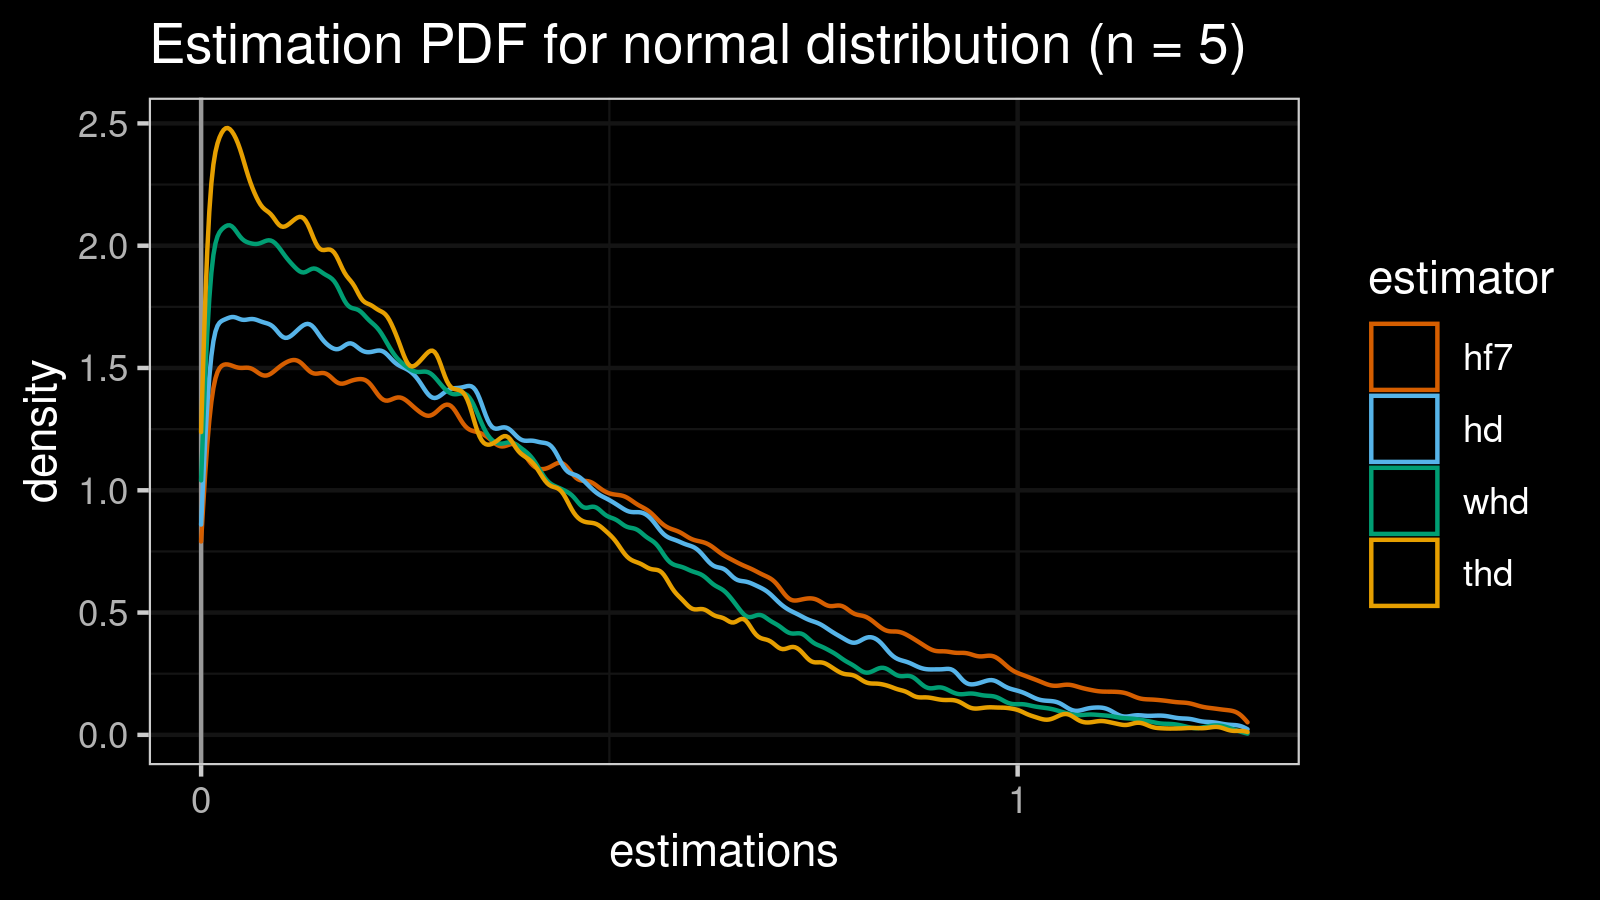 Estimation PDF for normal distribution (n = 5)
2.5
2.0
1.5
1.0
0.5
0.0
density
0 1
estimations
estimator
hf7
hd
whd
thd